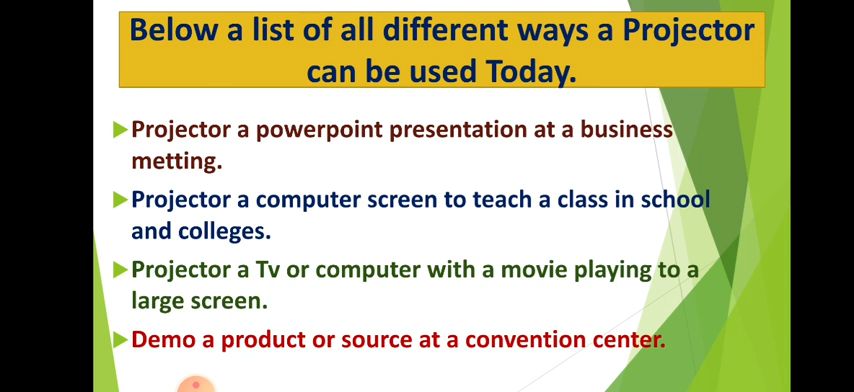 Below a list of all different ways a Projector
can be used Today.
Projector a powerpoint presentation at a business
metting.
Projector a computer screen to teach a class in school
and colleges.
Projector a Tv or computer with a movie playing to a
large screen.
Demo a product or source at a convention center.